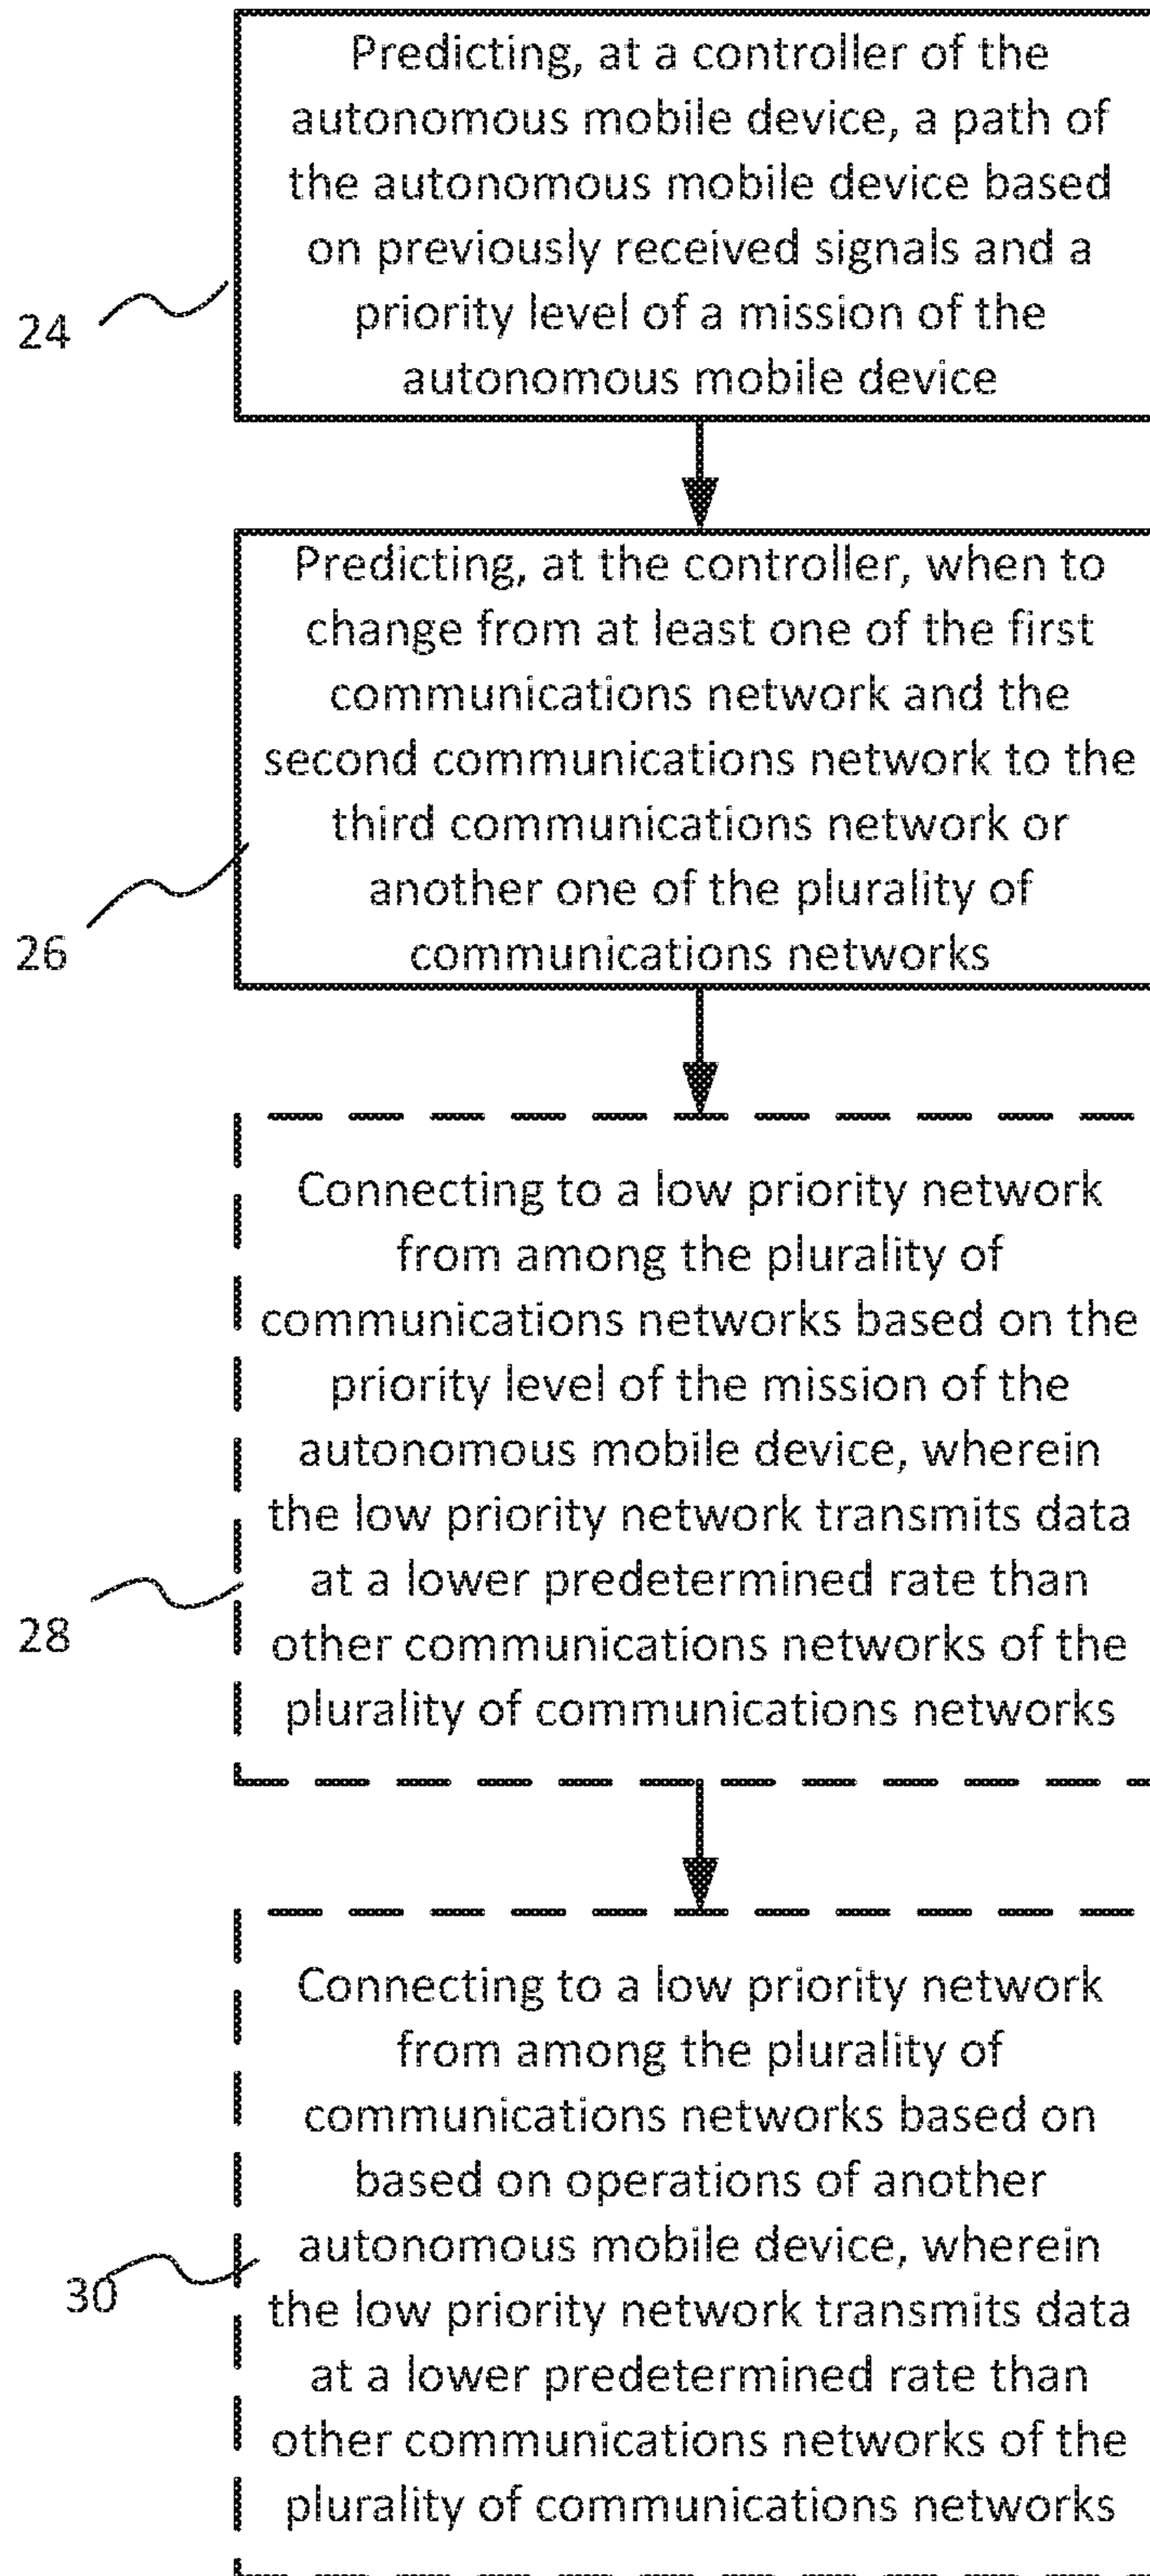 Predicting, at a controller of the
autonomous mobile device, a path of
the autonomous mobile device based
on previously received signals and a
priority level of a mission of the
autonomous mobile device
24
Predicting, at the controller, when to
change from at least one of the first
communications network and the
second communications network to the
third communications network or
another one of the plurality of
communications networks
26
Connecting to a low priority network
from among the plurality of
communications networks based on the
priority level of the mission of the
autonomous mobile device, wherein
the low priority network transmits data
at a lower predetermined rate than
other communications networks of the
plurality of communications networks
28
Connecting to a low priority network
from among the plurality of
communications networks based on
based on operations of another
autonomous mobile device, wherein
the low priority network transmits data
at a lower predetermined rate than
other communications networks of the
plurality of communications networks
30